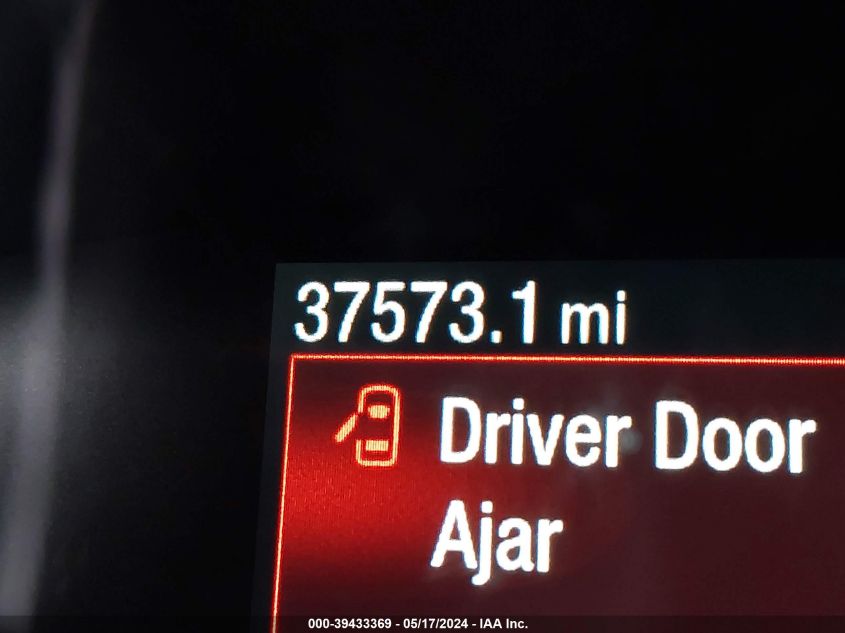 37573.1 mi
Driver Door
Ajar
000-39433369 - 05/17/2024 - IAA Inc.